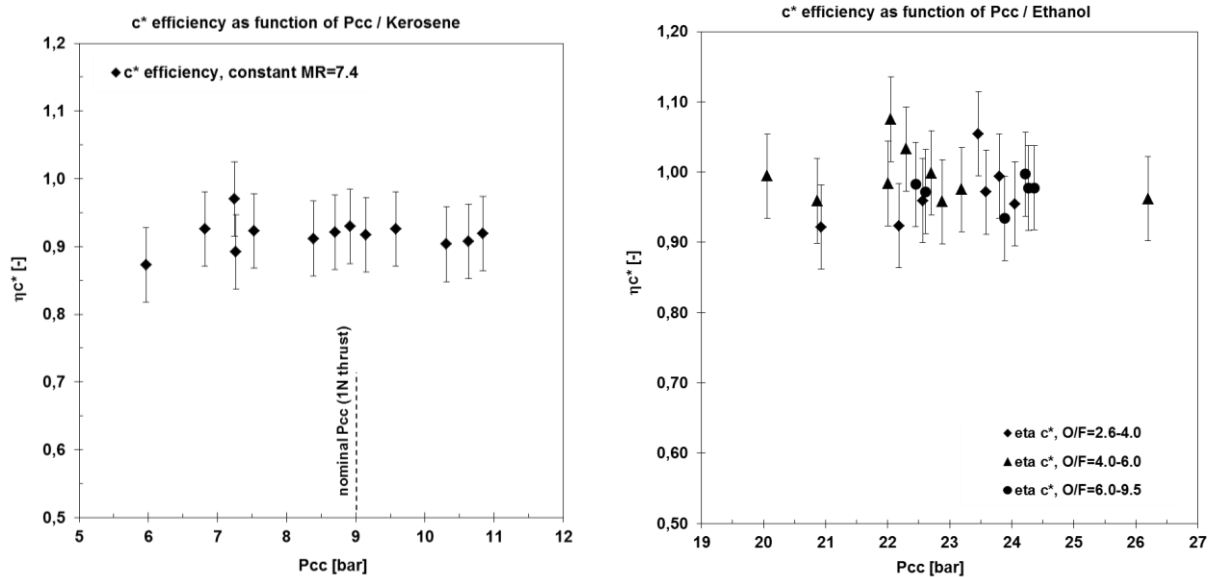 c* efficiency as function of Pcc / Kerosene
1,2
1,1
1,0
0,9
0,8
0,7
0,6
0,5
ηc* [-]
c* efficiency, constant MR=7.4
nominal Pcc (1N thrust)
5 6 7 8 9 10 11 12
Pcc [bar]
c* efficiency as function of Pcc / Ethanol
1,20
1,10
1,00
0,90
0,80
0,70
0,60
0,50
ηc* [-]
eta c*, O/F=2.6-4.0
eta c*, O/F=4.0-6.0
eta c*, O/F=6.0-9.5
19 20 21 22 23 24 25 26 27
Pcc [bar]